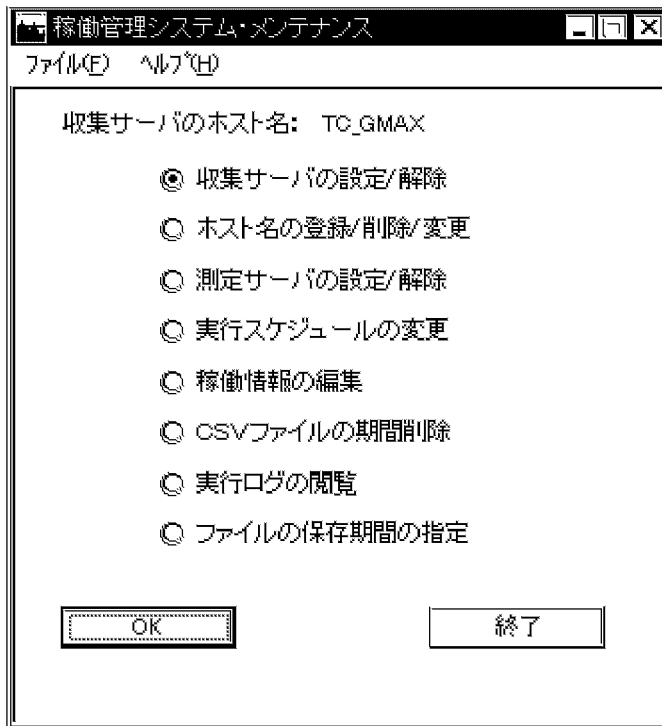 稼働管理システム・メンテナンス
ファイル(F) ヘルプ(H)
収集サーバのホスト名: TC_GMAX
収集サーバの設定/解除
ホスト名の登録/削除/変更
測定サーバの設定/解除
実行スケジュールの変更
稼働情報の編集
CSVファイルの期間削除
実行ログの閲覧
ファイルの保存期間の指定
OK 終了